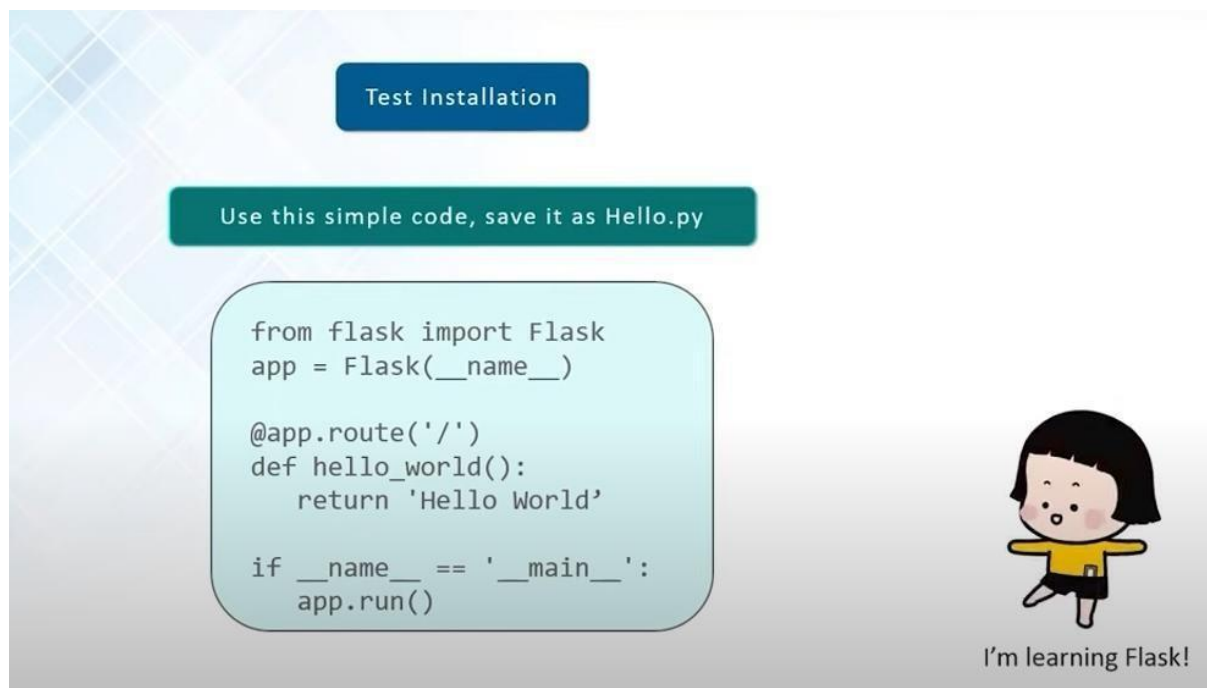 Test Installation
Use this simple code, save it as Hello.py
from flask import Flask
app = Flask(__name__)
@app.route('/')
def hello_world():
return 'Hello World’
if __name__ == '__main__':
app.run()
I’m learning Flask!